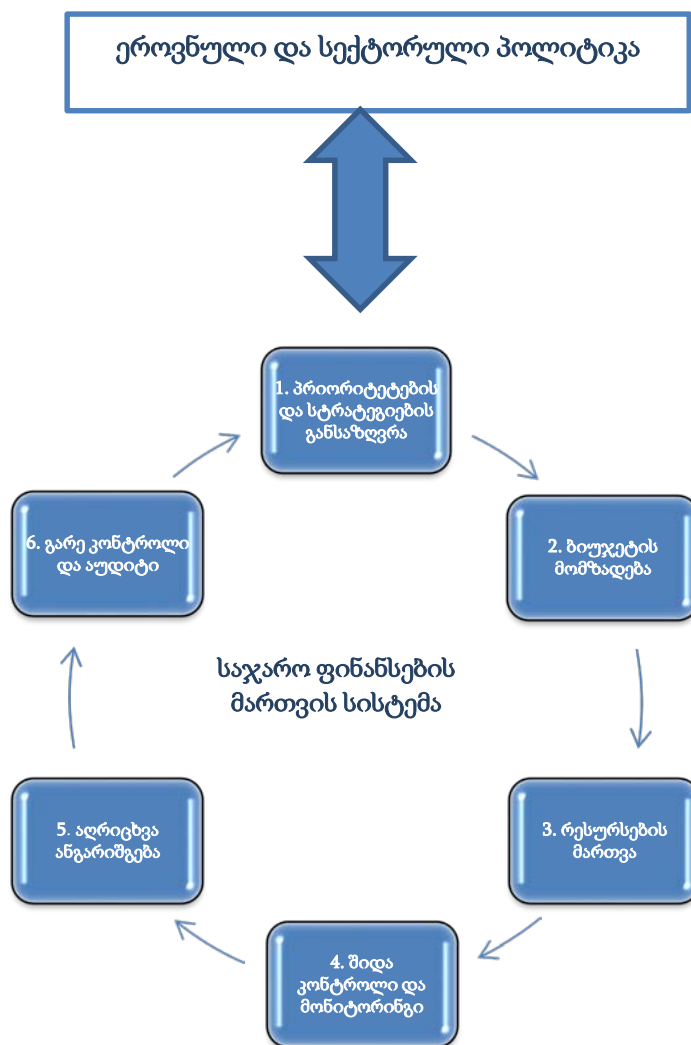 ეროვნული და სექტორული პოლიტიკა
1. პრიორიტეტების
და სტრატეგიების
განსაზღვრა
2. ბიუჯეტის
მომზადება
3. რესურსების
მართვა
4. შიდა
კონტროლი და
მონიტორინგი
5. აღრიცხვა
ანგარიშგება
6. გარე კონტროლი
და აუდიტი
საჯარო ფინანსების
მართვის სისტემა